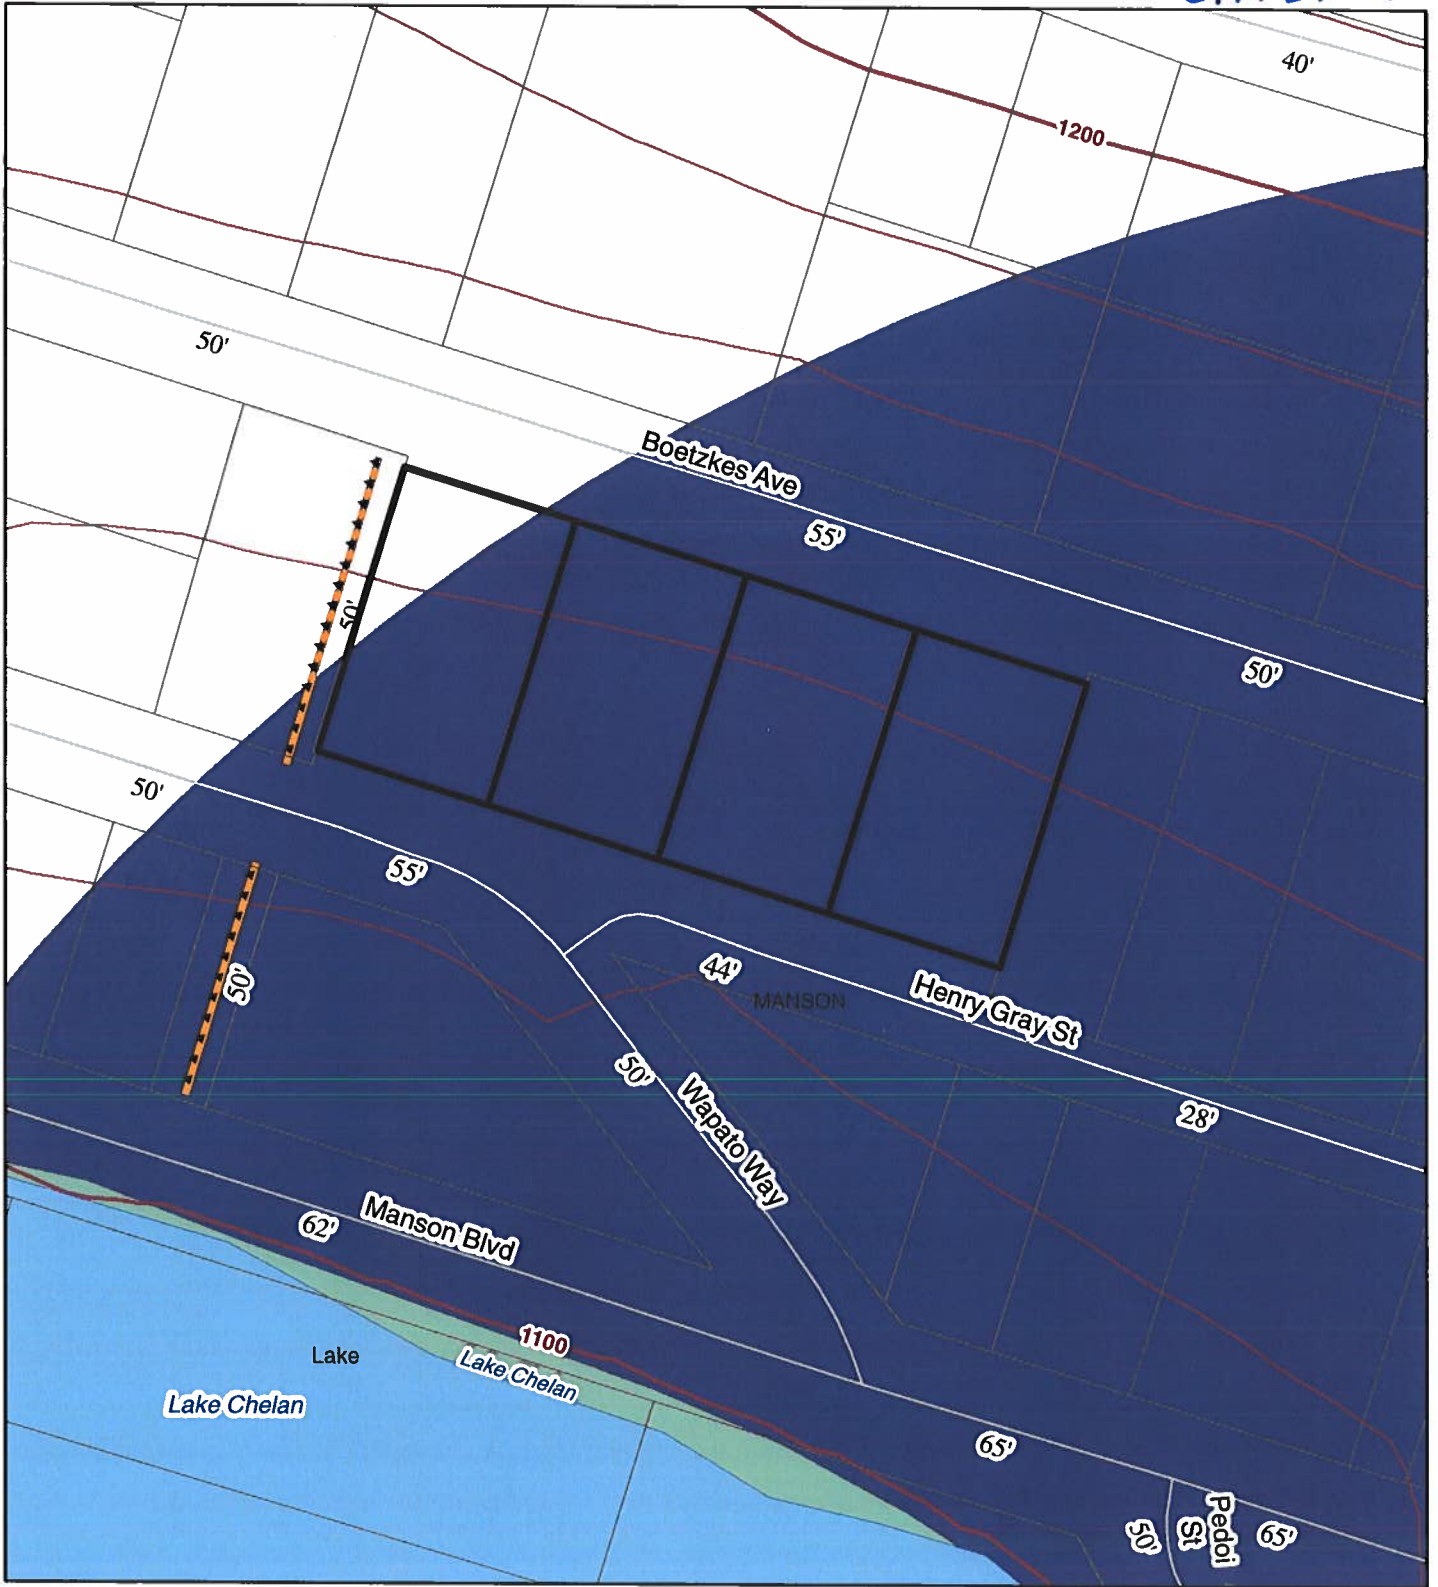 40'
1200
50'
Boetzkes Ave
55'
50'
50'
50'
55'
50'
44'
MANSON
Henry Gray St
50'
Wapato Way
28'
62'
Manson Blvd
1100
Lake
Lake Chelan
Lake Chelan
65'
Pedoi
St
50'
65'